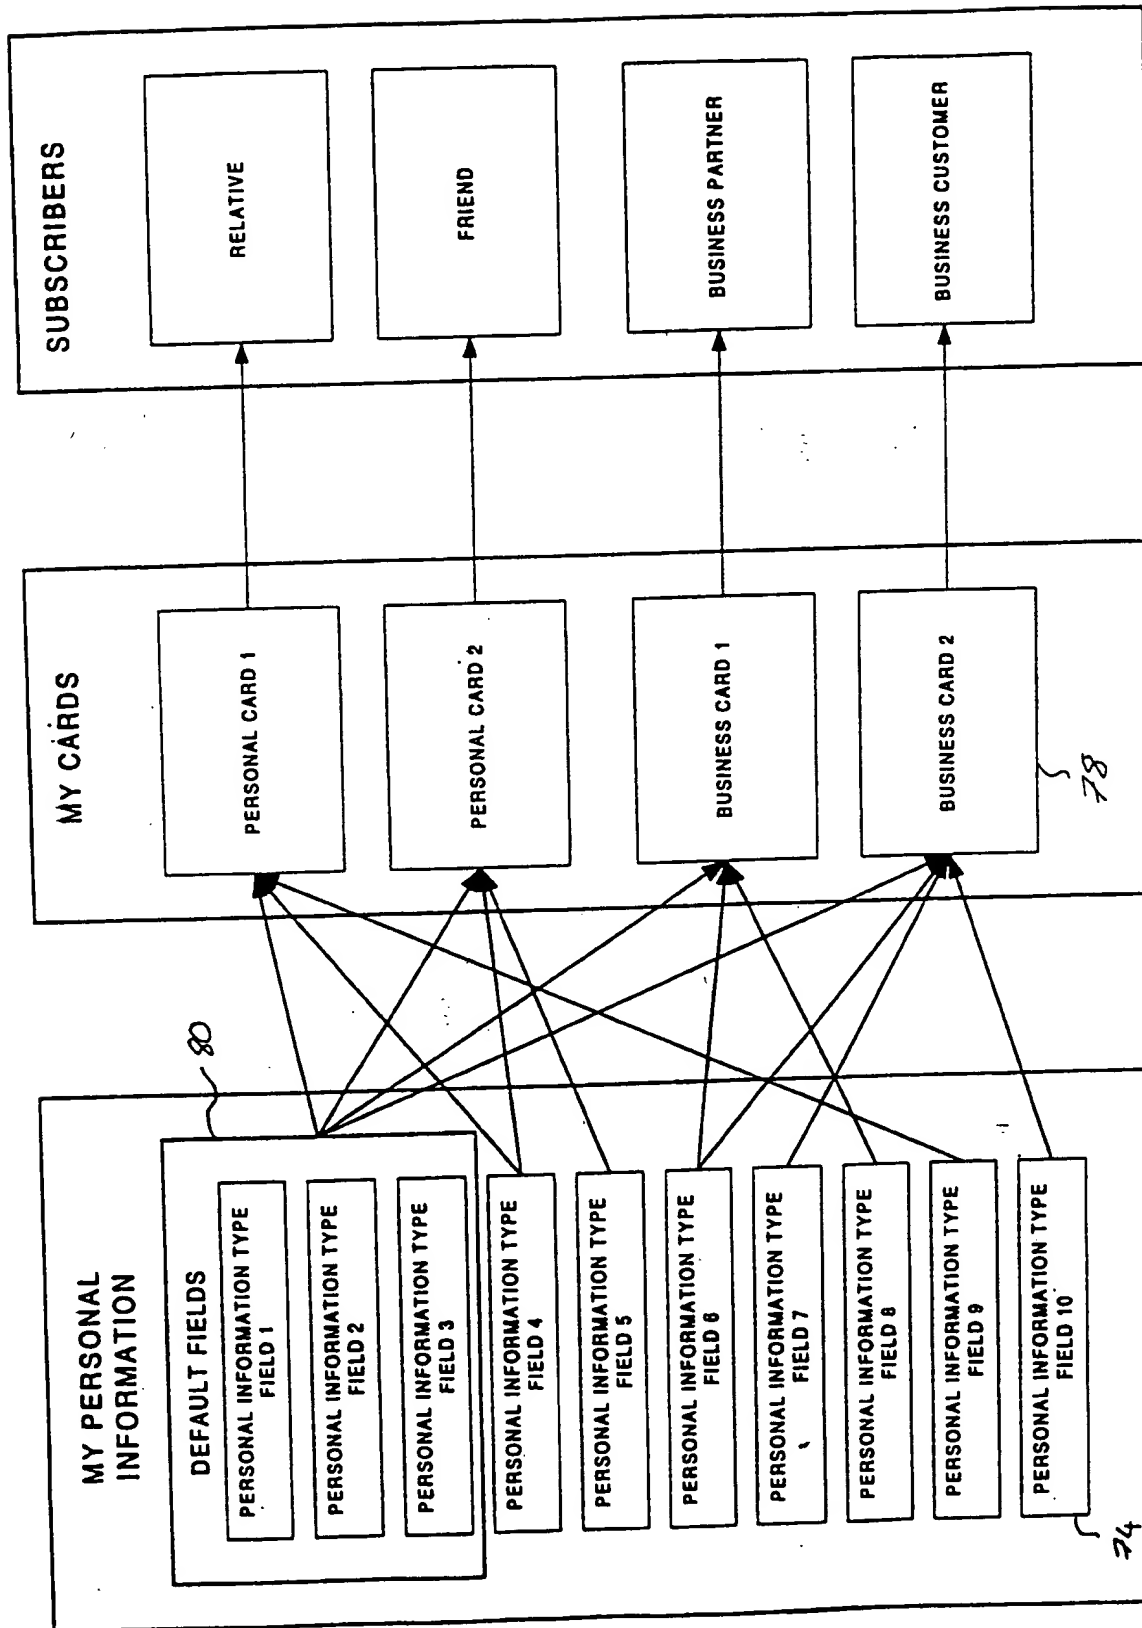 MY PERSONAL
INFORMATION
DEFAULT FIELDS
PERSONAL INFORMATION TYPE
FIELD 1
PERSONAL INFORMATION TYPE
FIELD 2
PERSONAL INFORMATION TYPE
FIELD 3
PERSONAL INFORMATION TYPE
FIELD 4
PERSONAL INFORMATION TYPE
FIELD 5
PERSONAL INFORMATION TYPE
FIELD 6
PERSONAL INFORMATION TYPE
FIELD 7
PERSONAL INFORMATION TYPE
FIELD 8
PERSONAL INFORMATION TYPE
FIELD 9
PERSONAL INFORMATION TYPE
FIELD 10
74
80
MY CARDS
PERSONAL CARD 1
PERSONAL CARD 2
BUSINESS CARD 1
BUSINESS CARD 2
78
SUBSCRIBERS
RELATIVE
FRIEND
BUSINESS PARTNER
BUSINESS CUSTOMER